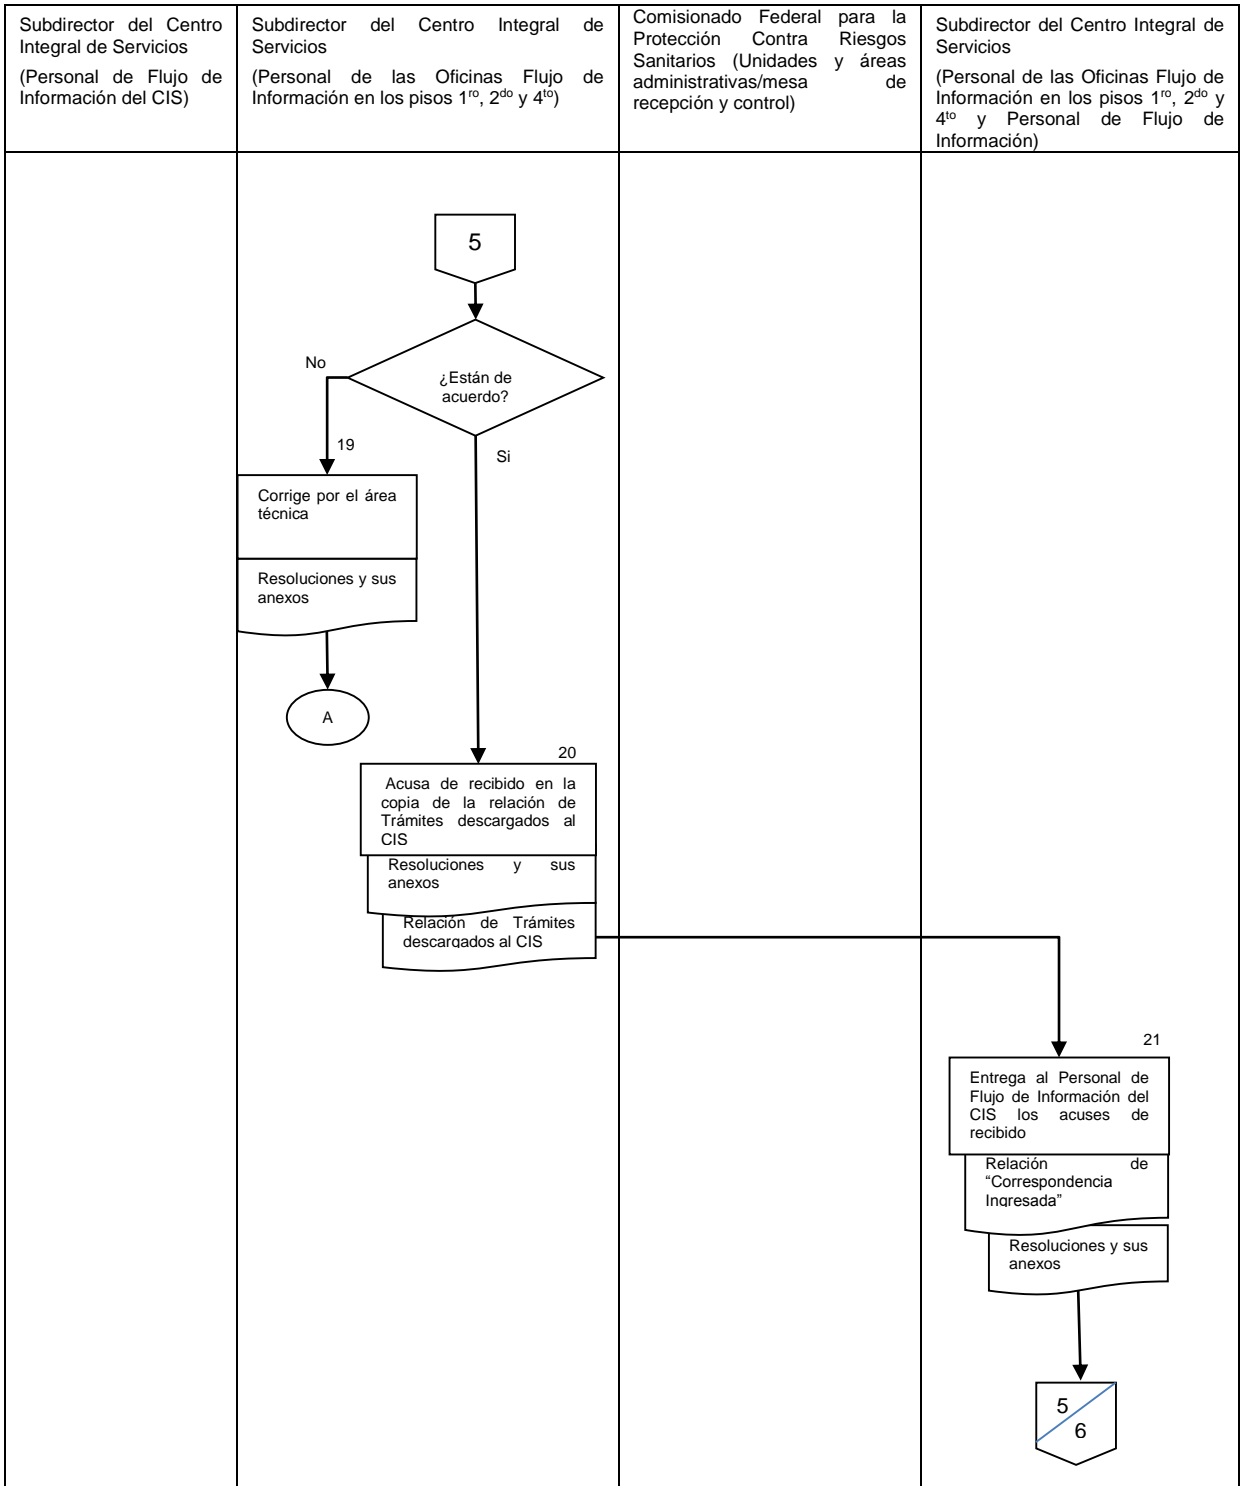 Subdirector del Centro
Integral de Servicios
(Personal de Flujo de
Información del CIS)
Subdirector del Centro Integral de
Servicios
(Personal de las Oficinas Flujo de
Información en los pisos 1ro, 2do y 4to)
Comisionado Federal para la
Protección Contra Riesgos
Sanitarios (Unidades y áreas
administrativas/mesa de
recepción y control)
Subdirector del Centro Integral de
Servicios
(Personal de las Oficinas Flujo de
Información en los pisos 1ro, 2do y
4to y Personal de Flujo de
Información)
5
¿Están de
acuerdo?
No
Si
19
Corrige por el área
técnica
Resoluciones y sus
anexos
A
20
Acusa de recibido en la
copia de la relación de
Trámites descargados al
CIS
Resoluciones y sus
anexos
Relación de Trámites
descargados al CIS
21
Entrega al Personal de
Flujo de Información del
CIS los acuses de
recibido
Relación de
“Correspondencia
Ingresada”
Resoluciones y sus
anexos
5
6